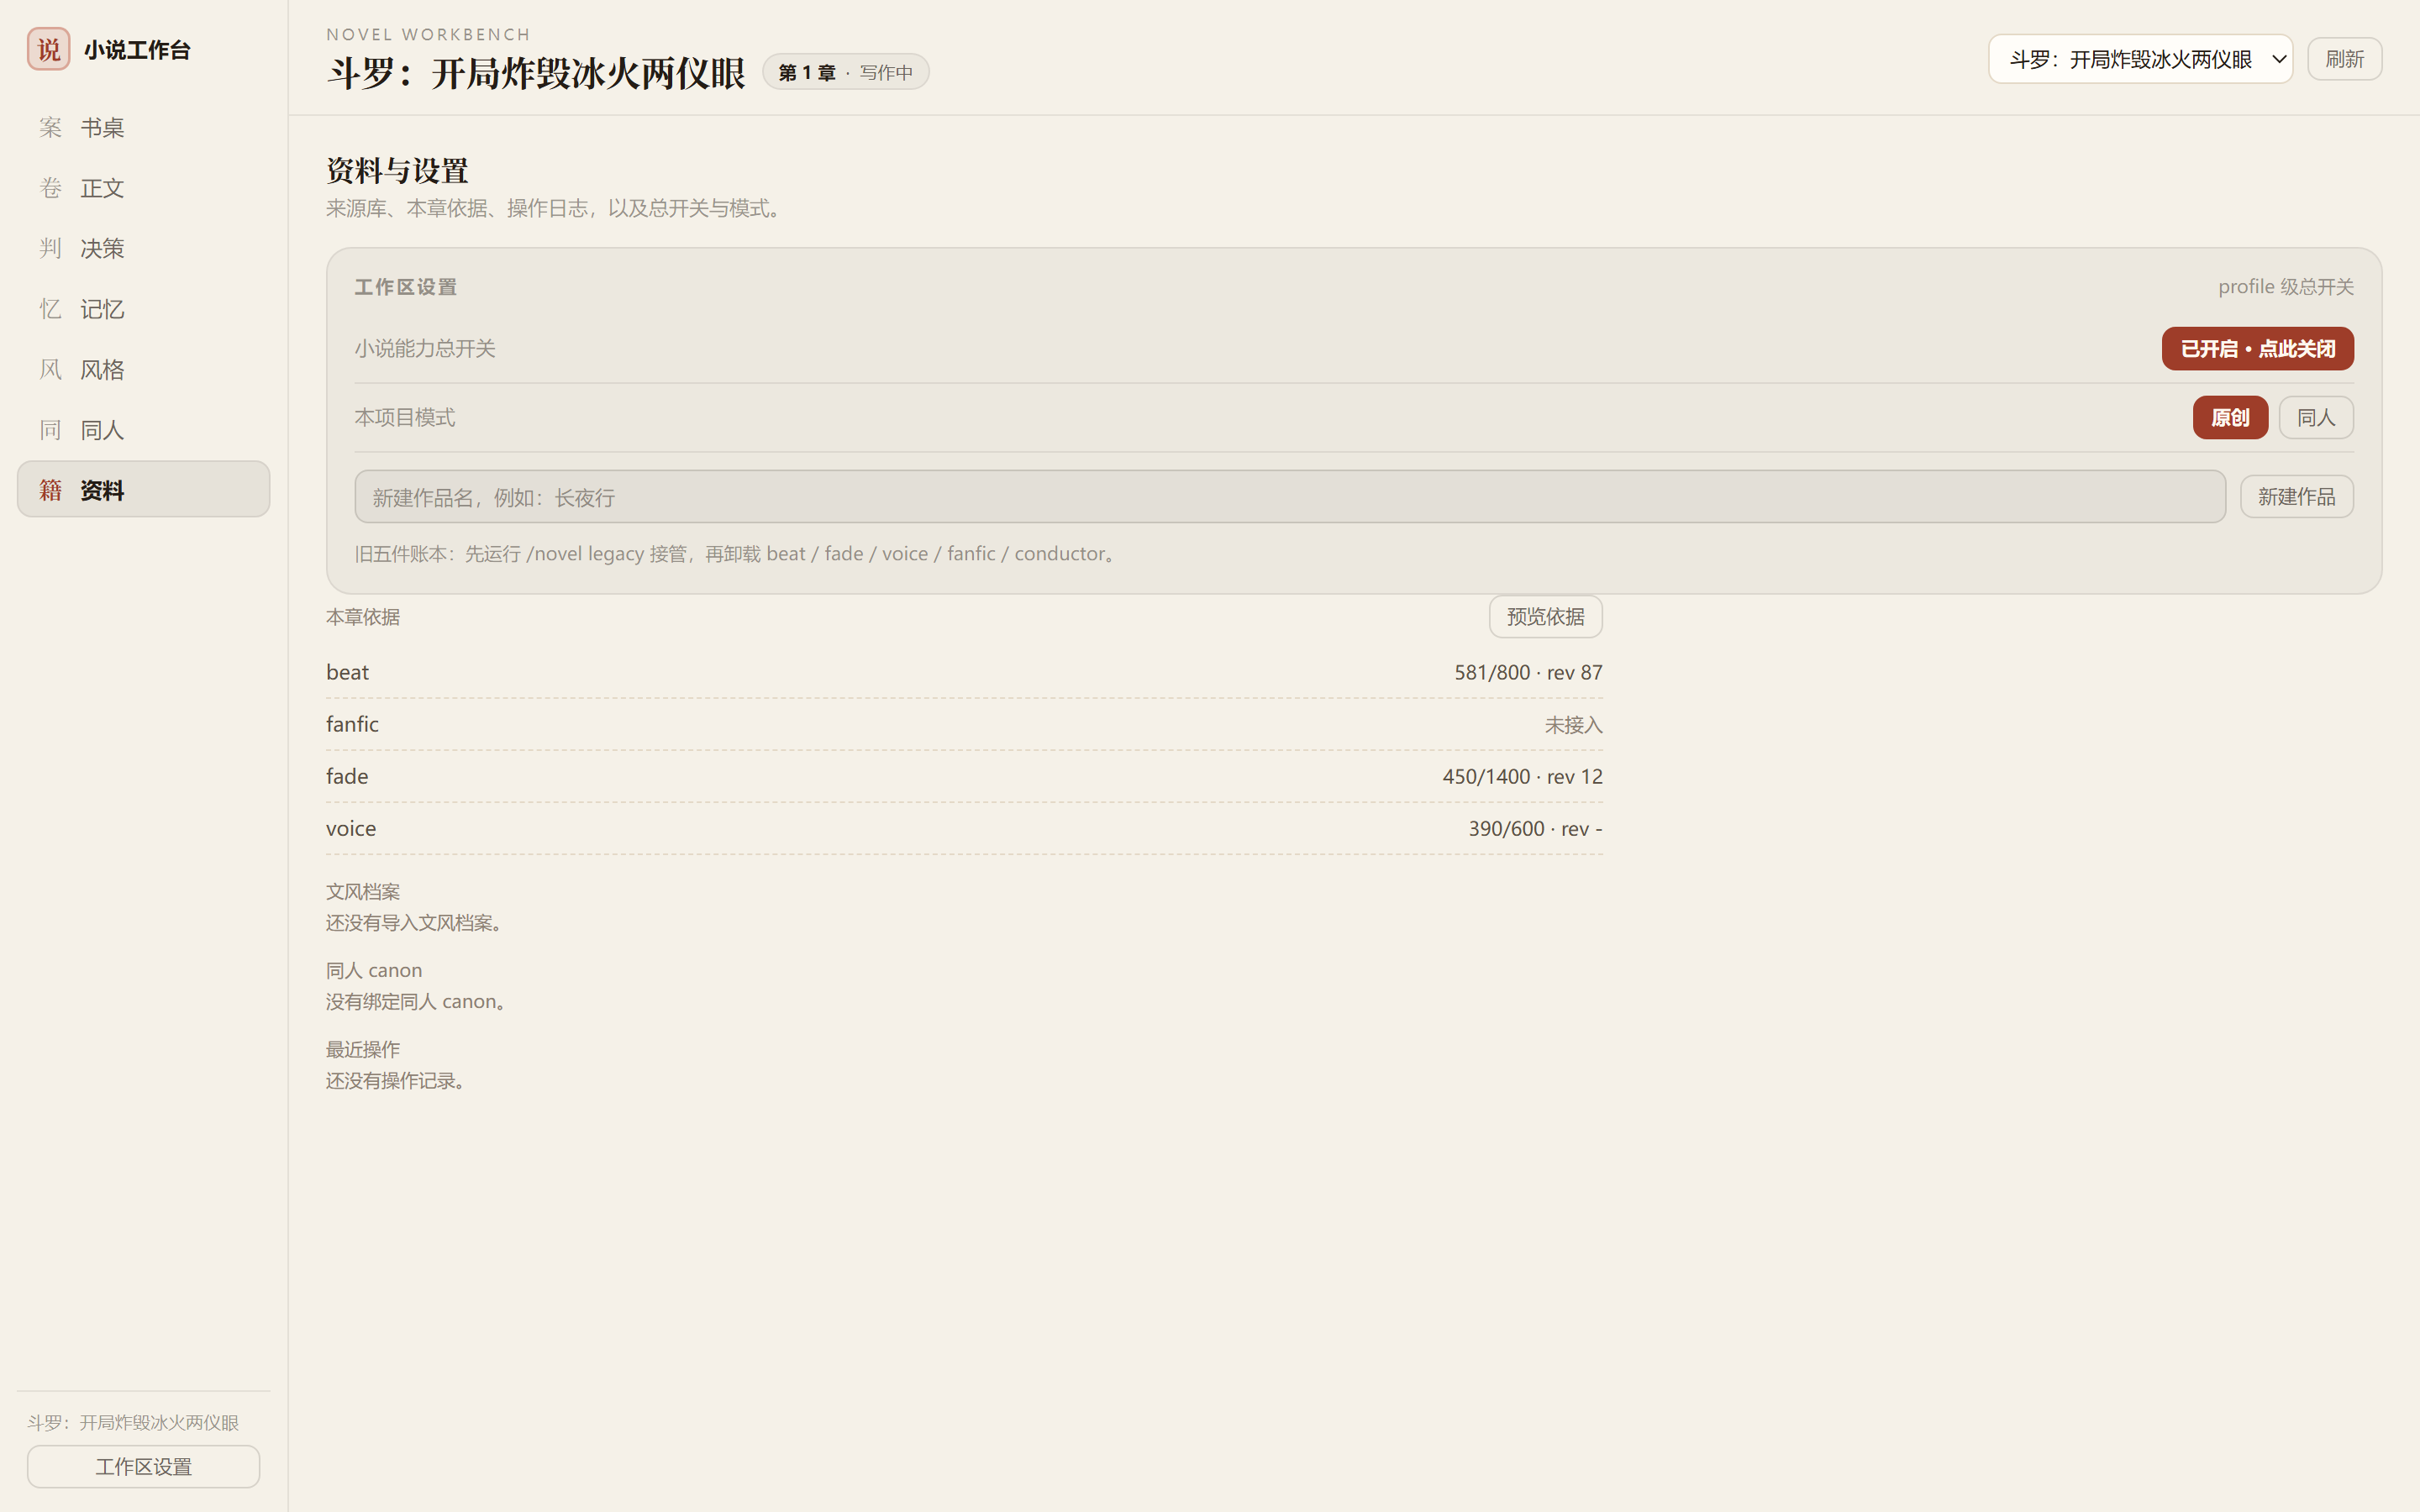 说 小说工作台
案 书桌
卷 正文
判 决策
忆 记忆
风 风格
同 同人
籍 资料
斗罗：开局炸毁冰火两仪眼
工作区设置
NOVEL WORKBENCH
斗罗：开局炸毁冰火两仪眼 第 1 章 · 写作中
斗罗：开局炸毁冰火两仪眼 刷新
资料与设置
来源库、本章依据、操作日志，以及总开关与模式。
工作区设置 profile 级总开关
小说能力总开关 已开启 · 点此关闭
本项目模式 原创 同人
新建作品名，例如：长夜行 新建作品
旧五件账本：先运行 /novel legacy 接管，再卸载 beat / fade / voice / fanfic / conductor。
本章依据 预览依据
beat 581/800 · rev 87
fanfic 未接入
fade 450/1400 · rev 12
voice 390/600 · rev -
文风档案
还没有导入文风档案。
同人 canon
没有绑定同人 canon。
最近操作
还没有操作记录。